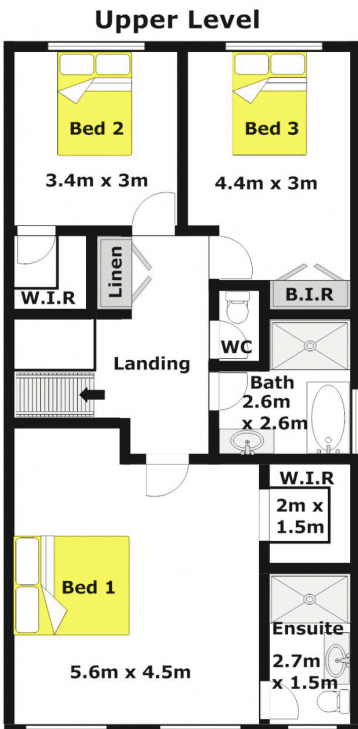 Upper Level
Bed 2
3.4m x 3m
Bed 3
4.4m x 3m
W.I.R
Linen
B.I.R
WC
Landing
Bath
2.6m
x 2.6m
W.I.R
2m x
1.5m
Bed 1
5.6m x 4.5m
Ensuite
2.7m
x 1.5m